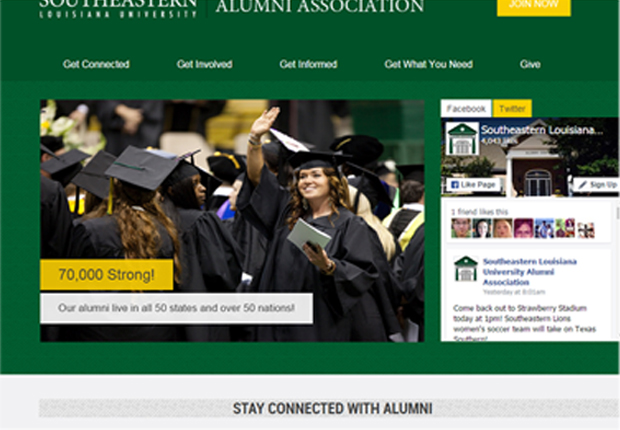 SOUTHEASTERN
LOUISIANA UNIVERSITY
ALUMNI ASSOCIATION
JOIN NOW
Get Connected
Get Involved
Get Informed
Get What You Need
Give
Facebook
Twitter
Southeastern Louisiana...
4,043 likes
Like Page
Sign Up
1 friend likes this
70,000 Strong!
Our alumni live in all 50 states and over 50 nations!
Southeastern Louisiana
University Alumni
Association
Yesterday at 8:01am
Come back out to Strawberry Stadium
today at 1pm! Southeastern Lions
women's soccer team will take on Texas
Southern!
STAY CONNECTED WITH ALUMNI